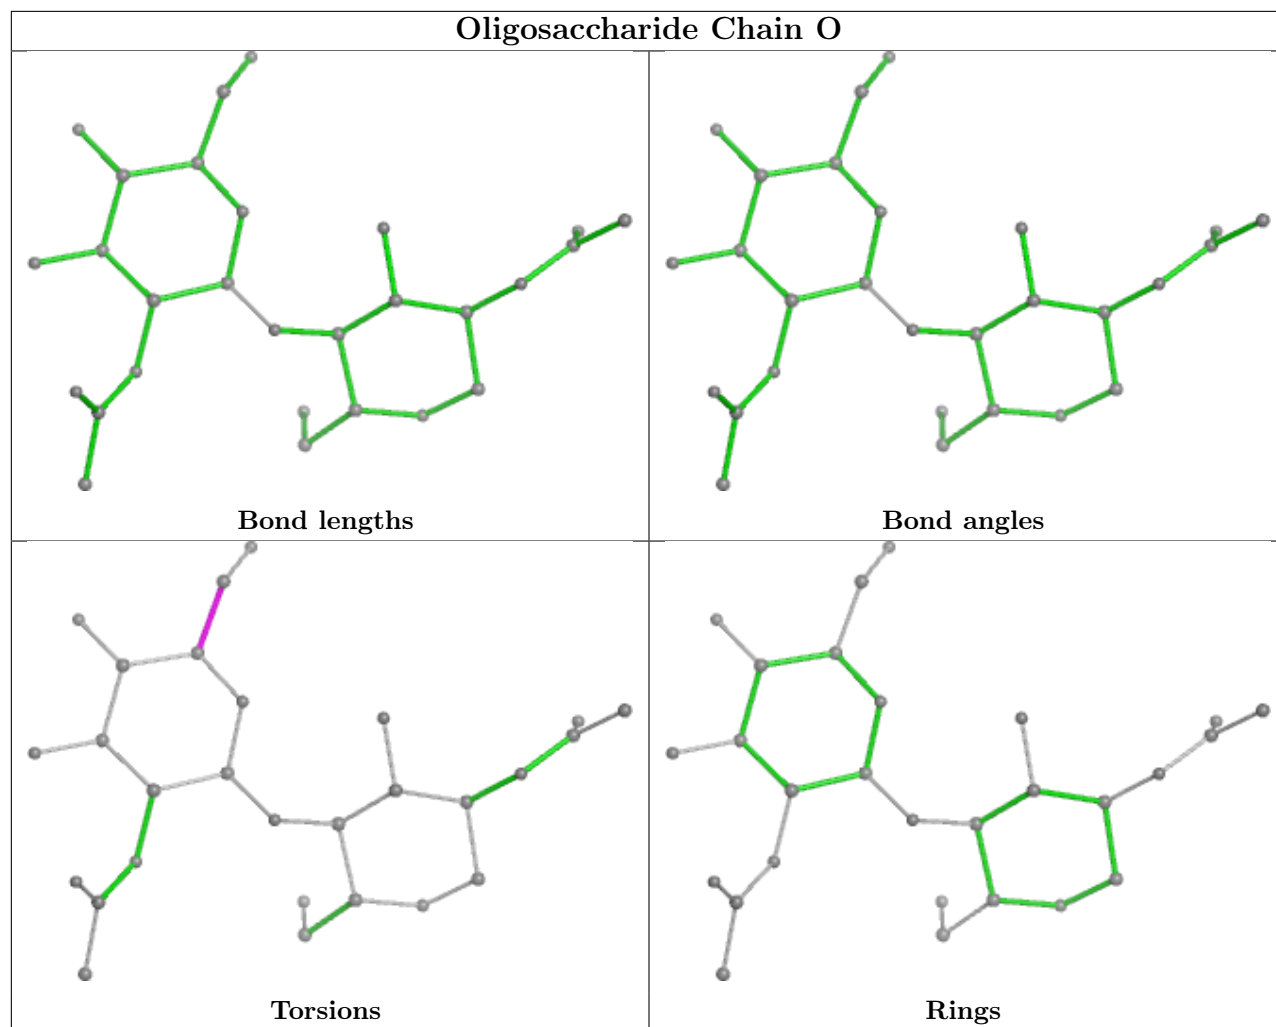 Oligosaccharide Chain O
Bond lengths
Bond angles
Torsions
Rings